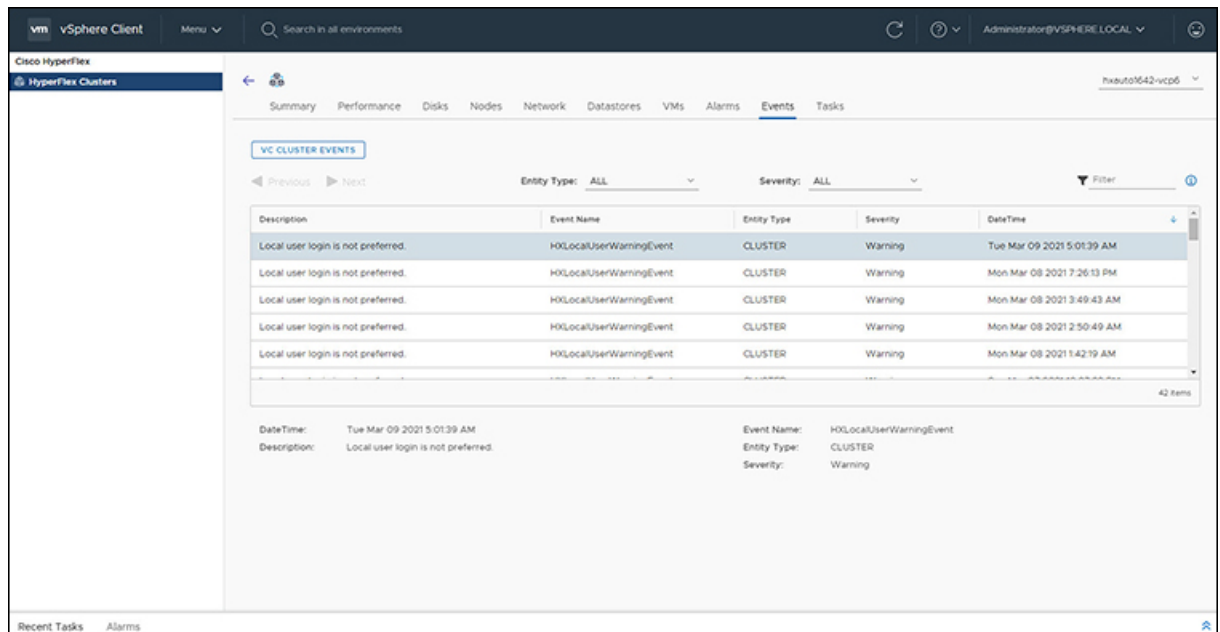 vm vSphere Client Menu Search in all environments Administrator@VSPHERE.LOCAL
Cisco HyperFlex
HyperFlex Clusters
hxauto1642-vcp6
Summary Performance Disks Nodes Network Datastores VMs Alarms Events Tasks
VC CLUSTER EVENTS
Previous Next Entity Type: ALL Severity: ALL Filter
Description Event Name Entity Type Severity DateTime
Local user login is not preferred. HXLocalUserWarningEvent CLUSTER Warning Tue Mar 09 2021 5:01:39 AM
Local user login is not preferred. HXLocalUserWarningEvent CLUSTER Warning Mon Mar 08 2021 7:26:13 PM
Local user login is not preferred. HXLocalUserWarningEvent CLUSTER Warning Mon Mar 08 2021 3:49:43 AM
Local user login is not preferred. HXLocalUserWarningEvent CLUSTER Warning Mon Mar 08 2021 2:50:49 AM
Local user login is not preferred. HXLocalUserWarningEvent CLUSTER Warning Mon Mar 08 2021 1:42:19 AM
42 items
DateTime: Tue Mar 09 2021 5:01:39 AM Event Name: HXLocalUserWarningEvent
Description: Local user login is not preferred. Entity Type: CLUSTER
Severity: Warning
Recent Tasks Alarms